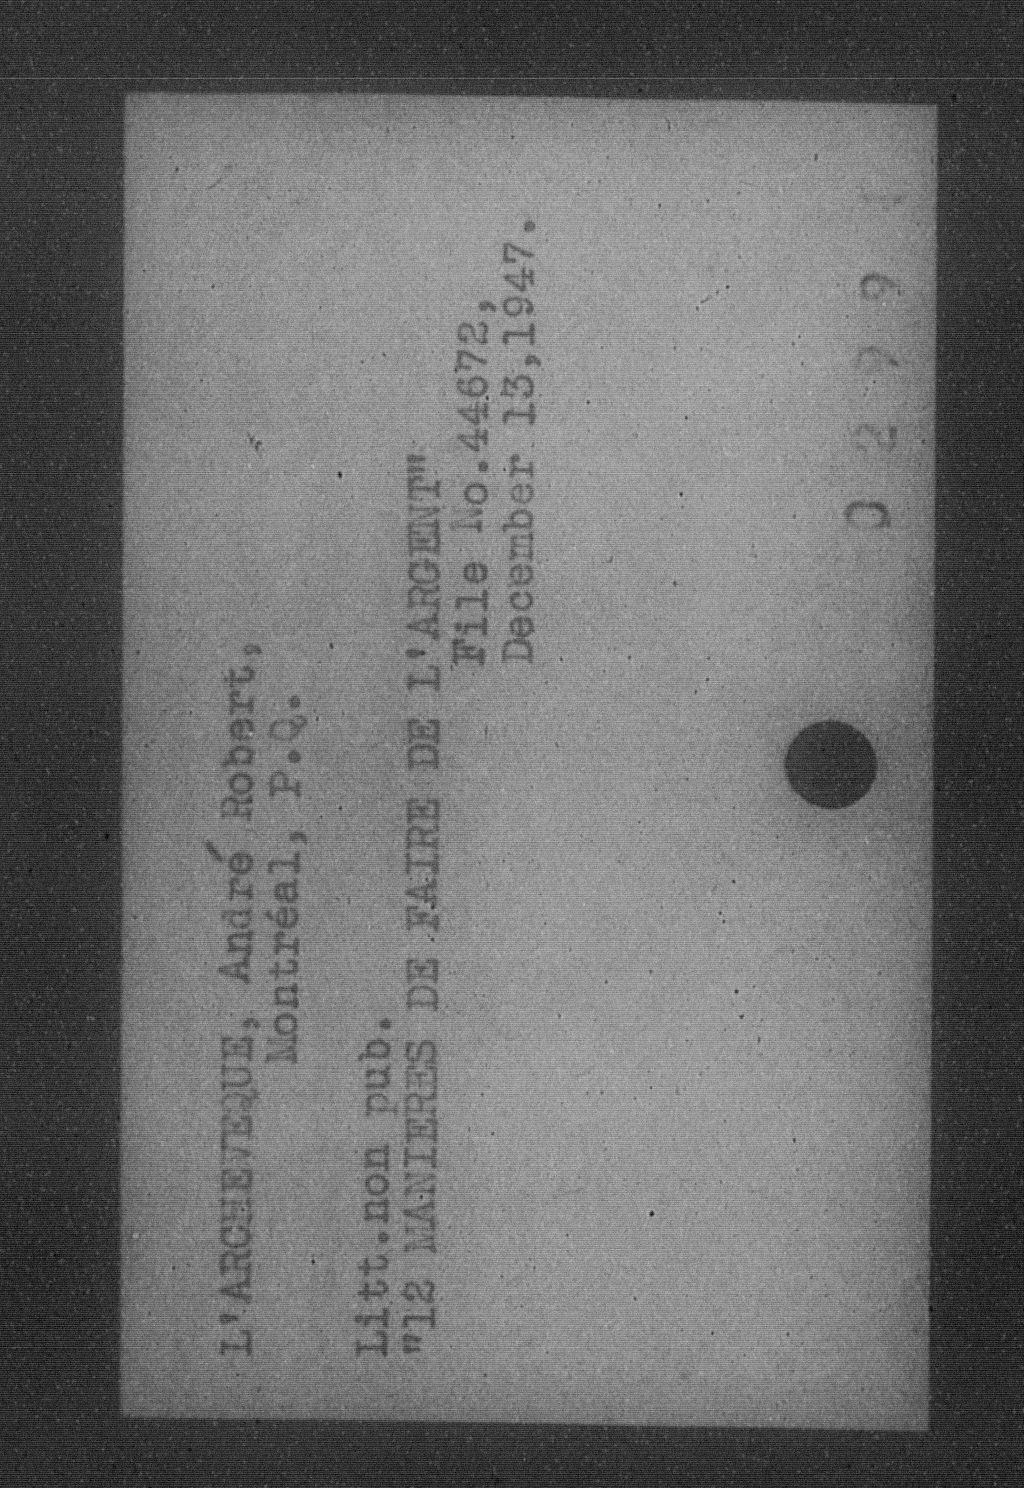 L'ARCHEVEQUE, André Robert,
Montréal, P.Q.
Litt.non pub.
"12 MANIERES DE FAIRE DE L'ARGENT"
File No.44672,
December 13,1947.